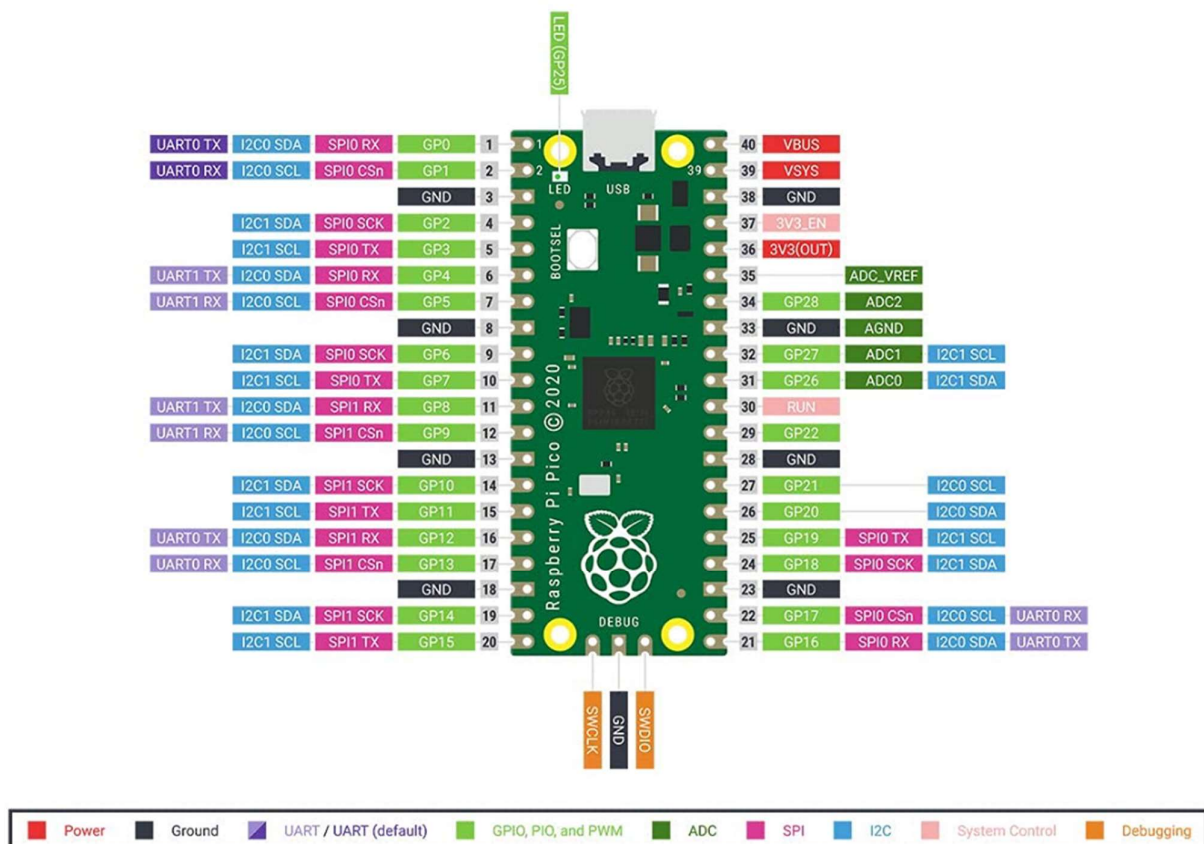 LED (GP25)
UART0 TX I2C0 SDA SPI0 RX GP0 1 1 40 VBUS
UART0 RX I2C0 SCL SPI0 CSn GP1 2 2 39 39 VSYS
GND 3 LED USB 38 GND
I2C1 SDA SPI0 SCK GP2 4 37 3V3_EN
I2C1 SCL SPI0 TX GP3 5 36 3V3(OUT)
BOOTSEL
UART1 TX I2C0 SDA SPI0 RX GP4 6 35 ADC_VREF
UART1 RX I2C0 SCL SPI0 CSn GP5 7 34 GP28 ADC2
GND 8 33 GND AGND
I2C1 SDA SPI0 SCK GP6 9 32 GP27 ADC1 I2C1 SCL
I2C1 SCL SPI0 TX GP7 10 31 GP26 ADC0 I2C1 SDA
UART1 TX I2C0 SDA SPI1 RX GP8 11 30 RUN
UART1 RX I2C0 SCL SPI1 CSn GP9 12 29 GP22
GND 13 28 GND
I2C1 SDA SPI1 SCK GP10 14 27 GP21 I2C0 SCL
I2C1 SCL SPI1 TX GP11 15 26 GP20 I2C0 SDA
UART0 TX I2C0 SDA SPI1 RX GP12 16 25 GP19 SPI0 TX I2C1 SCL
UART0 RX I2C0 SCL SPI1 CSn GP13 17 24 GP18 SPI0 SCK I2C1 SDA
GND 18 23 GND
I2C1 SDA SPI1 SCK GP14 19 22 GP17 SPI0 CSn I2C0 SCL UART0 RX
I2C1 SCL SPI1 TX GP15 20 21 GP16 SPI0 RX I2C0 SDA UART0 TX
Raspberry Pi Pico © 2020
DEBUG
SWCLK GND SWDIO
Power Ground UART / UART (default) GPIO, PIO, and PWM ADC SPI I2C System Control Debugging